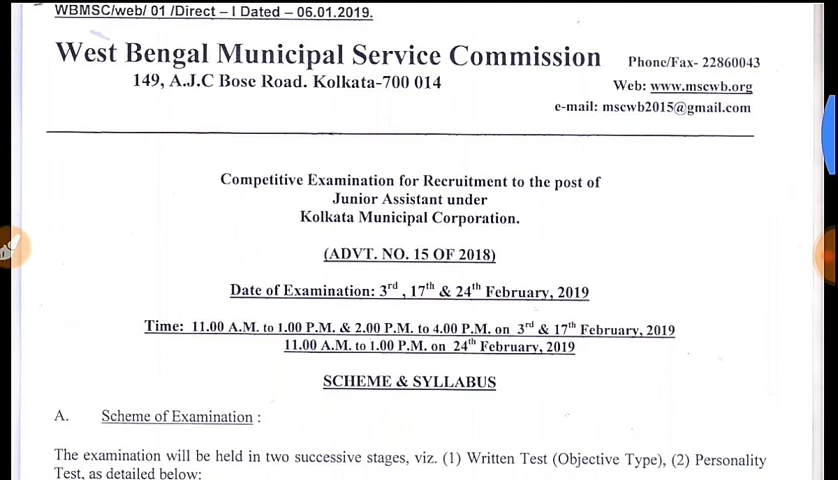 WBMSC/web/ 01 /Direct – I Dated – 06.01.2019.
West Bengal Municipal Service Commission
Phone/Fax- 22860043
149, A.J.C Bose Road. Kolkata-700 014
Web: www.mscwb.org
e-mail: mscwb2015@gmail.com
Competitive Examination for Recruitment to the post of
Junior Assistant under
Kolkata Municipal Corporation.
(ADVT. NO. 15 OF 2018)
Date of Examination: 3rd , 17th & 24th February, 2019
Time: 11.00 A.M. to 1.00 P.M. & 2.00 P.M. to 4.00 P.M. on 3rd & 17th February, 2019
11.00 A.M. to 1.00 P.M. on 24th February, 2019
SCHEME & SYLLABUS
A. Scheme of Examination :
The examination will be held in two successive stages, viz. (1) Written Test (Objective Type), (2) Personality
Test, as detailed below: